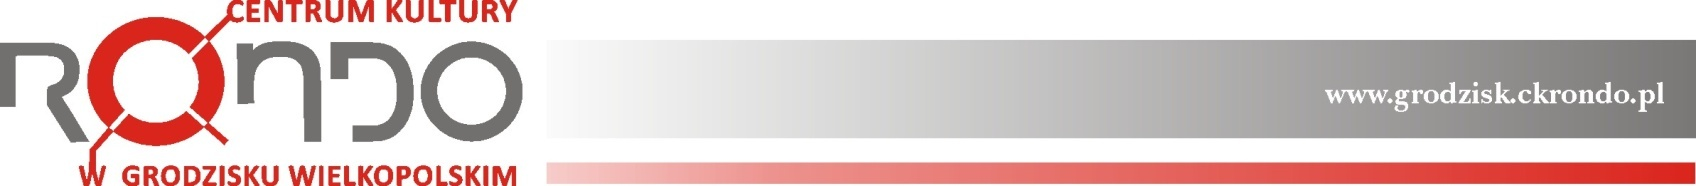 CENTRUM KULTURY
RONDO
W GRODZISKU WIELKOPOLSKIM
www.grodzisk.ckrondo.pl